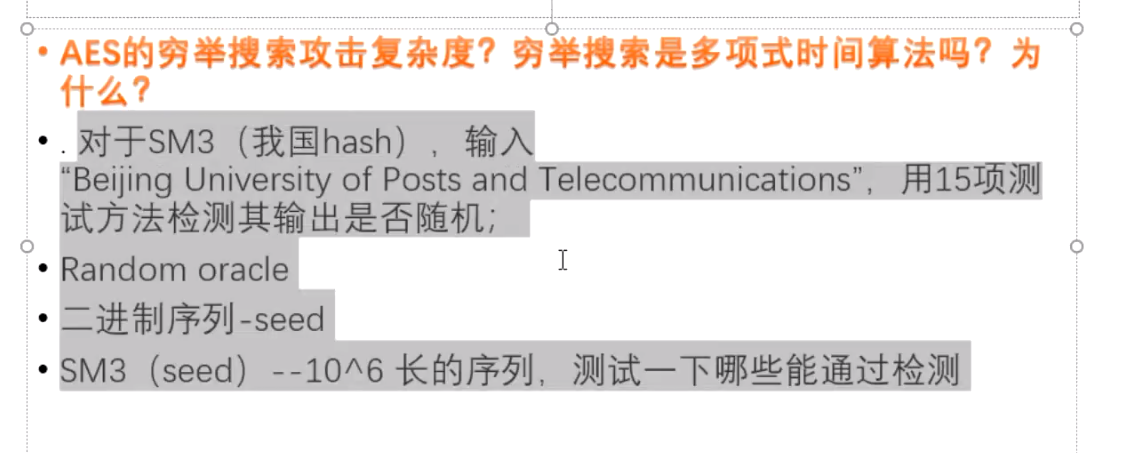 • AES的穷举搜索攻击复杂度？穷举搜索是多项式时间算法吗？为
什么？
• . 对于SM3（我国hash），输入
“Beijing University of Posts and Telecommunications”，用15项测
试方法检测其输出是否随机；
• Random oracle
• 二进制序列-seed
• SM3（se）--10^6 长的序列，测试一下哪些能通过检测